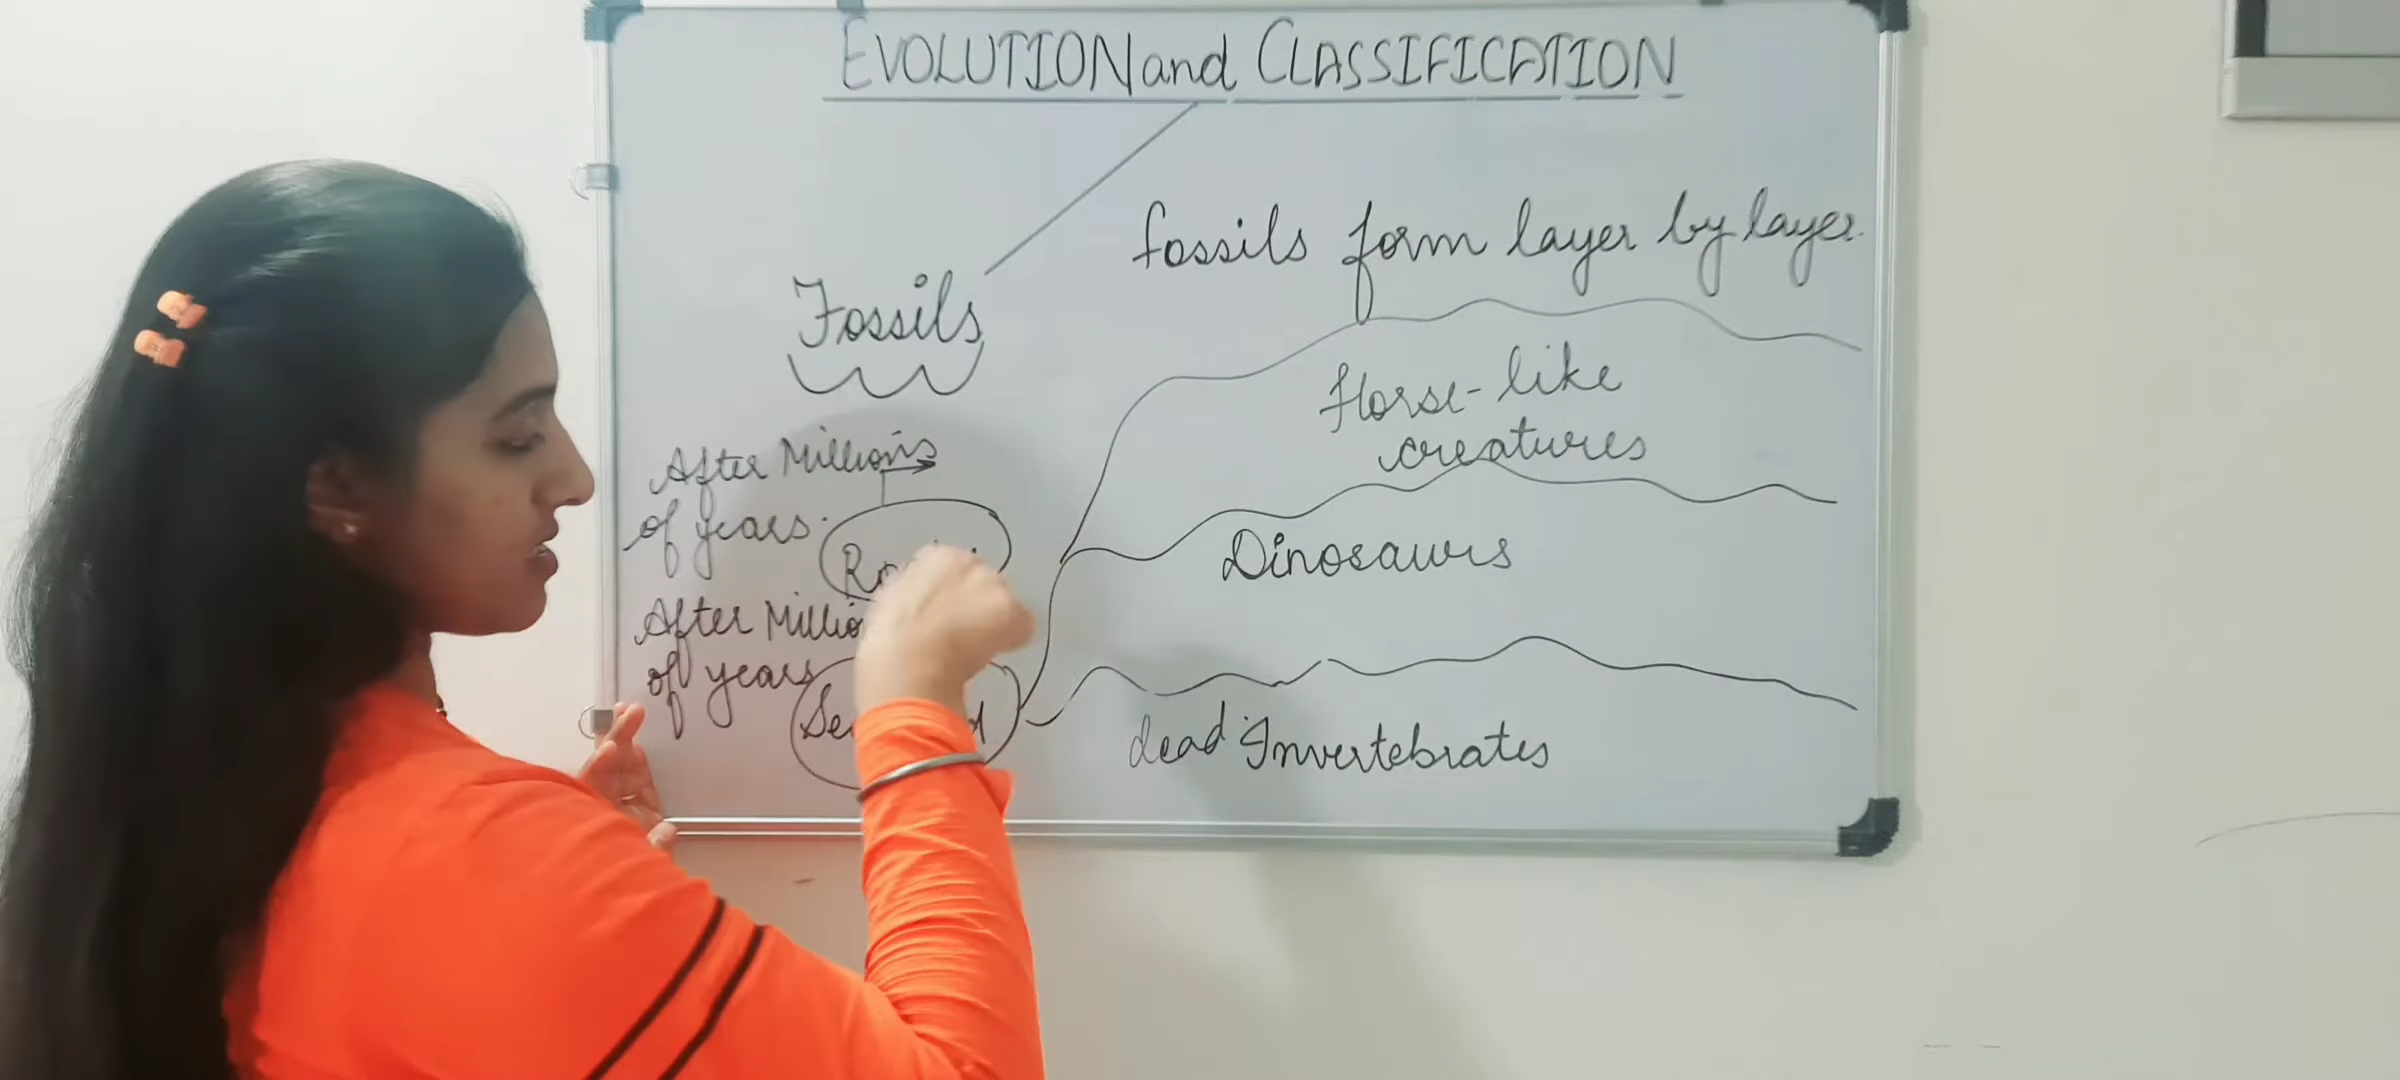 EVOLUTION and CLASSIFICATION
Fossils
After Millions
of years.
After
of years
fossils form layer by layer.
Horse-like
creatures
Dinosaurs
dead Invertebrates